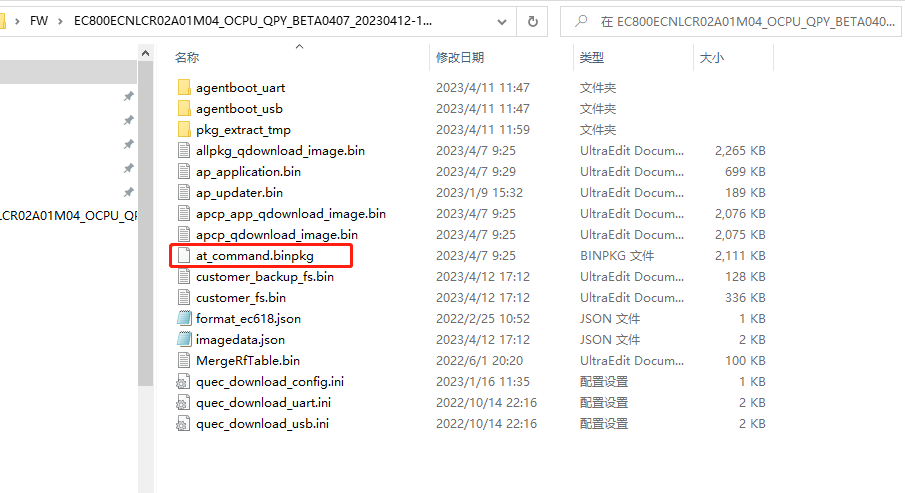 FW > EC800ECNLCR02A01M04_OCPU_QPY_BETA0407_20230412-1...
在 EC800ECNLCR02A01M04_OCPU_QPY_BETA040...
名称 修改日期 类型 大小
agentboot_uart 2023/4/11 11:47 文件夹
agentboot_usb 2023/4/11 11:47 文件夹
pkg_extract_tmp 2023/4/11 11:59 文件夹
allpkg_qdownload_image.bin 2023/4/7 9:25 UltraEdit Docum... 2,265 KB
ap_application.bin 2023/4/7 9:29 UltraEdit Docum... 699 KB
ap_updater.bin 2023/1/9 15:32 UltraEdit Docum... 189 KB
LCR02A01M04_OCPU_QP
apcp_app_qdownload_image.bin 2023/4/7 9:25 UltraEdit Docum... 2,076 KB
apcp_qdownload_image.bin 2023/4/7 9:25 UltraEdit Docum... 2,075 KB
at_command.binpkg 2023/4/7 9:25 BINPKG 文件 2,111 KB
customer_backup_fs.bin 2023/4/12 17:12 UltraEdit Docum... 128 KB
customer_fs.bin 2023/4/12 17:12 UltraEdit Docum... 336 KB
format_ec618.json 2022/2/25 10:52 JSON 文件 1 KB
imagedata.json 2023/4/12 17:12 JSON 文件 2 KB
MergeRfTable.bin 2022/6/1 20:20 UltraEdit Docum... 100 KB
quec_download_config.ini 2023/1/16 11:35 配置设置 1 KB
quec_download_uart.ini 2022/10/14 22:16 配置设置 2 KB
quec_download_usb.ini 2022/10/14 22:16 配置设置 2 KB